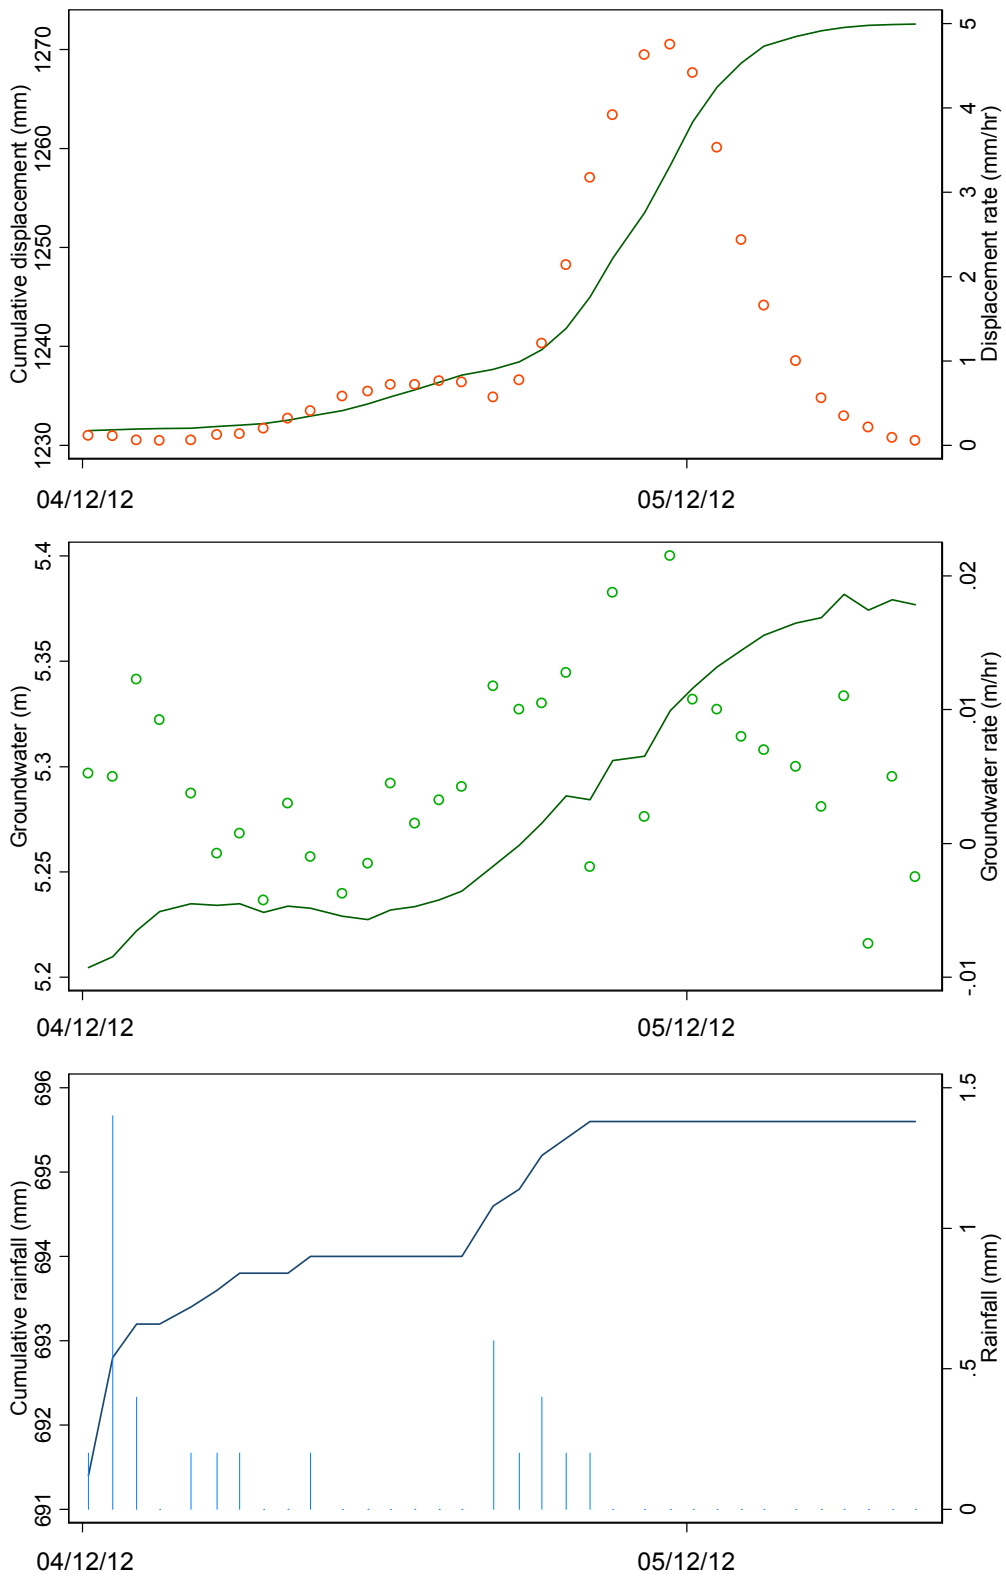 Cumulative displacement (mm)
1230 1240 1250 1260 1270
0 1 2 3 4 5
Displacement rate (mm/hr)
04/12/12 05/12/12
Groundwater (m)
5.2 5.25 5.3 5.35 5.4
-.01 0 .01 .02
Groundwater rate (m/hr)
04/12/12 05/12/12
Cumulative rainfall (mm)
691 692 693 694 695 696
0 .5 1 1.5
Rainfall (mm)
04/12/12 05/12/12